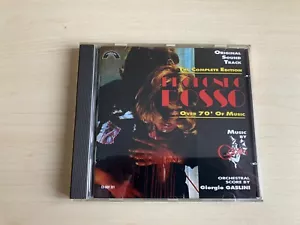 ORIGINAL
SOUND
TRACK
THE COMPLETE EDITION
PROFONDO
ROSSO
OVER 70' OF MUSIC
MUSIC
BY
Goblin
ORCHESTRAL
SCORE BY
Giorgio GASLINI